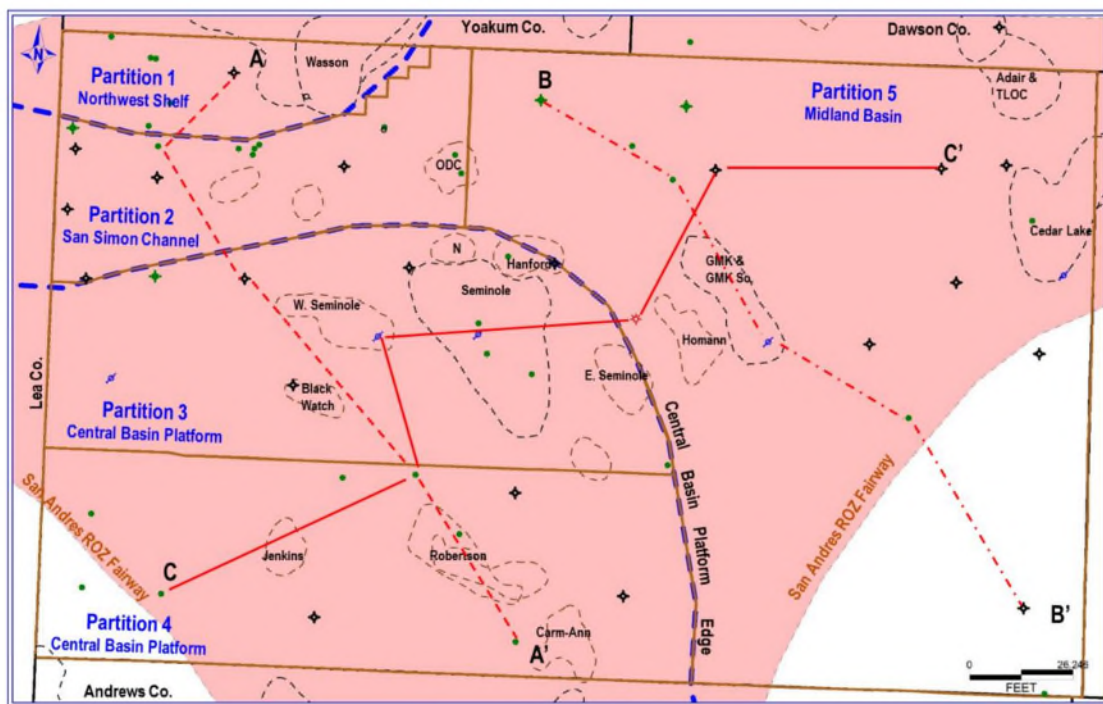 Yoakum Co.
Dawson Co.
N
Partition 1
Northwest Shelf
A
Wasson
B
Partition 5
Midland Basin
Adair &
TLOC
ODC
C'
Partition 2
San Simon Channel
Cedar Lake
N
Hanford
GMK &
GMK So.
Seminole
W. Seminole
Homann
E. Seminole
Black
Watch
Lea Co.
Partition 3
Central Basin Platform
Central Basin Platform Edge
San Andres ROZ Fairway
San Andres ROZ Fairway
Jenkins
Robertson
C
B'
Partition 4
Central Basin Platform
Carm-Ann
A'
Andrews Co.
0 26,246
FEET